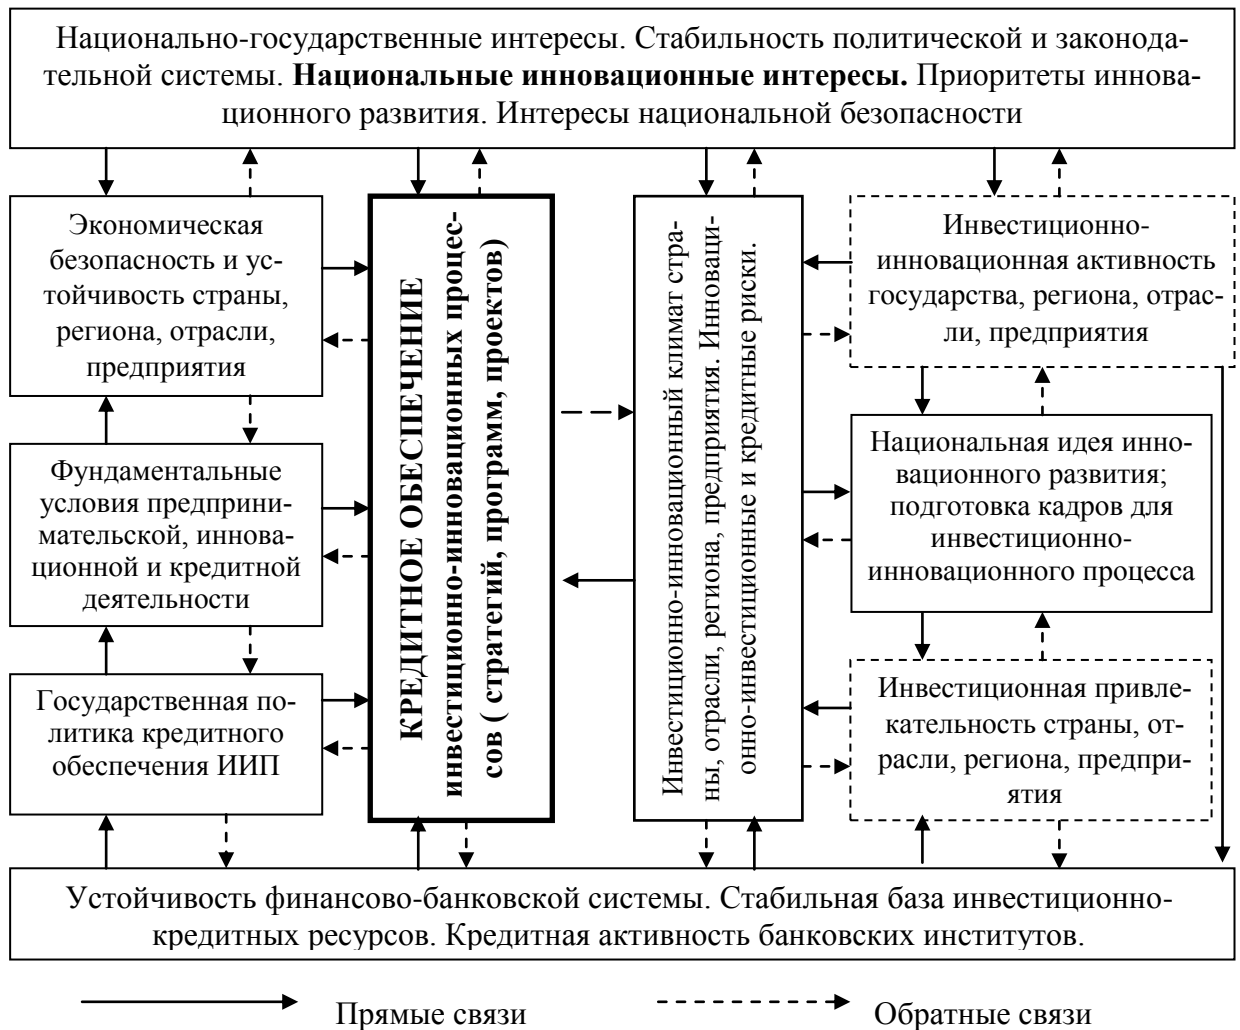 Национально-государственные интересы. Стабильность политической и законода-
тельной системы. Национальные инновационные интересы. Приоритеты иннова-
ционного развития. Интересы национальной безопасности
Экономическая
безопасность и ус-
тойчивость страны,
региона, отрасли,
предприятия
Фундаментальные
условия предприни-
мательской, иннова-
ционной и кредитной
деятельности
Государственная по-
литика кредитного
обеспечения ИИП
КРЕДИТНОЕ ОБЕСПЕЧЕНИЕ
инвестиционно-инновационных процес-
сов ( стратегий, программ, проектов)
Инвестиционно-инновационный климат стра-
ны, отрасли, региона, предприятия. Инноваци-
онно-инвестиционные и кредитные риски.
Инвестиционно-
инновационная активность
государства, региона, отрас-
ли, предприятия
Национальная идея инно-
вационного развития;
подготовка кадров для
инвестиционно-
инновационного процесса
Инвестиционная привле-
кательность страны, от-
расли, региона, предпри-
ятия
Устойчивость финансово-банковской системы. Стабильная база инвестиционно-
кредитных ресурсов. Кредитная активность банковских институтов.
Прямые связи
Обратные связи